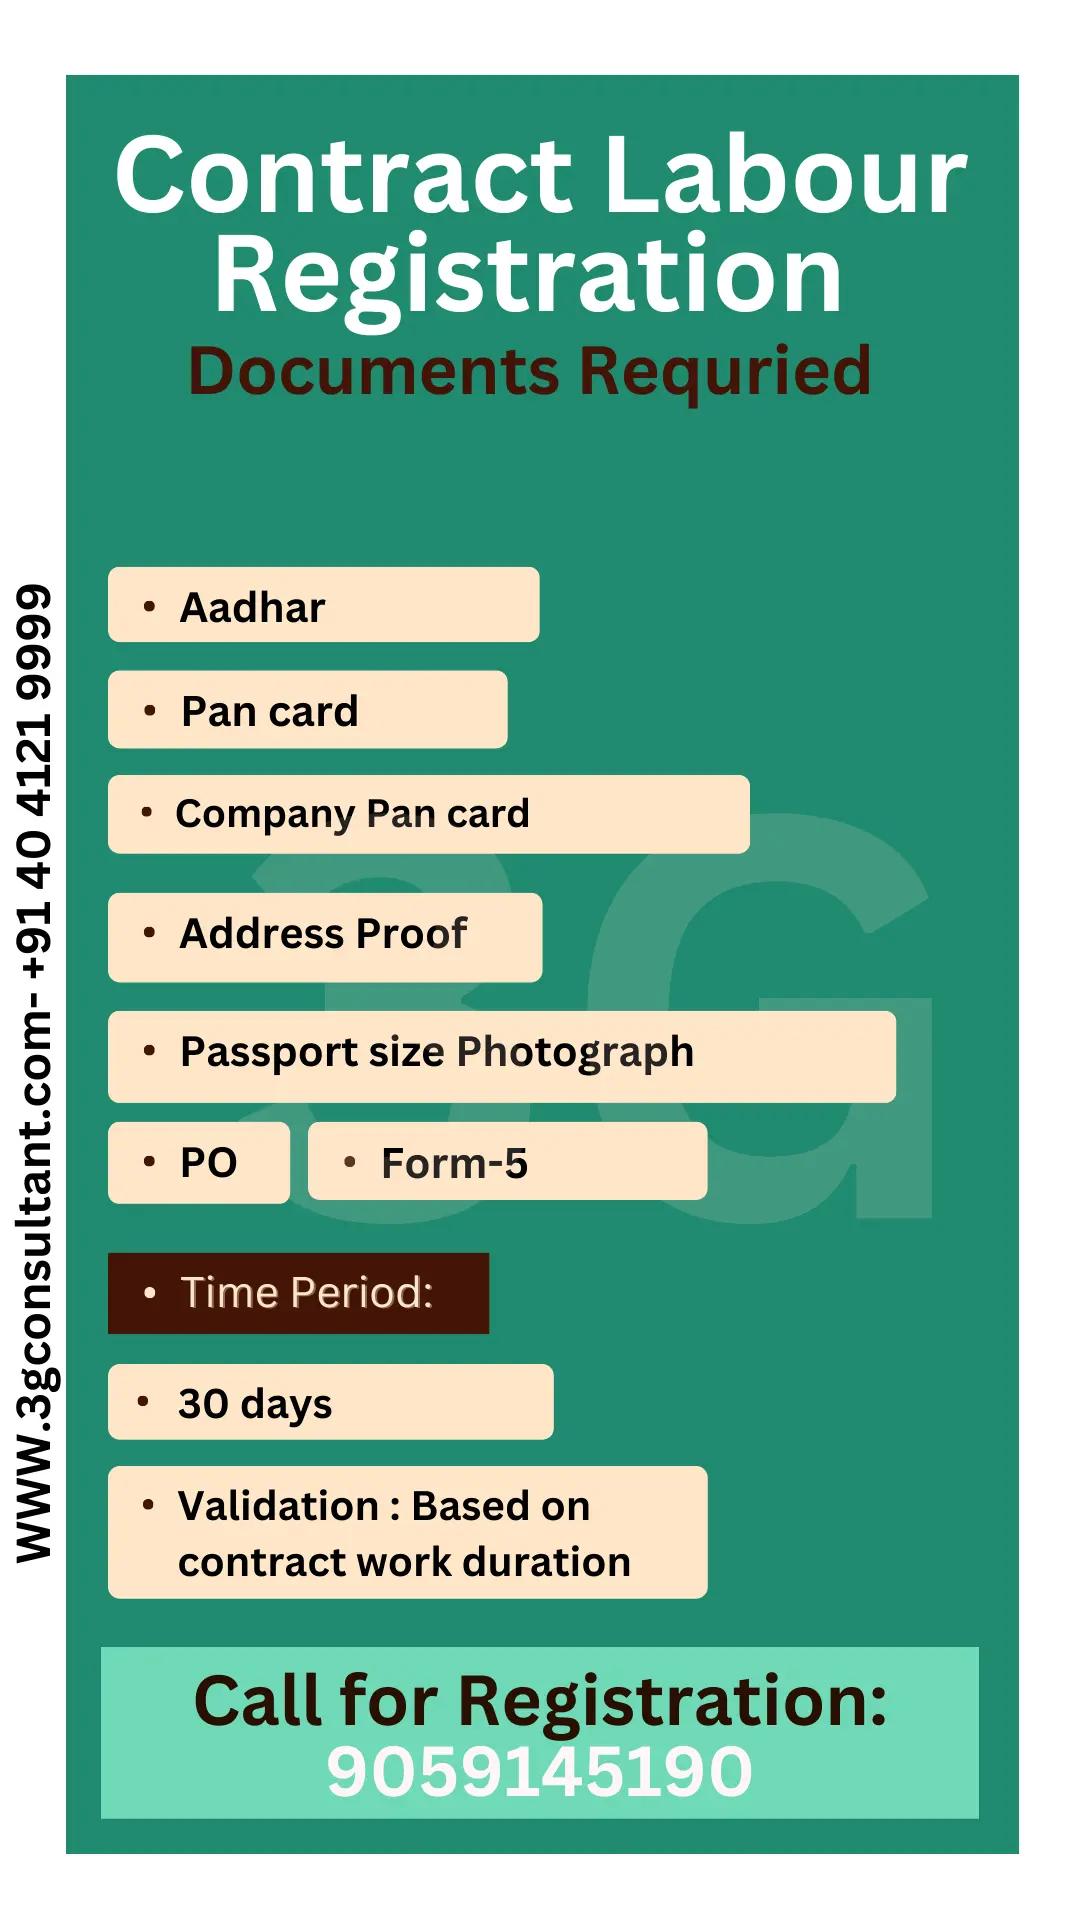 Contract Labour
Registration
Documents Requried
• Aadhar
• Pan card
• Company Pan card
• Address Proof
• Passport size Photograph
• PO
• Form-5
• Time Period:
• 30 days
• Validation : Based on
contract work duration
Call for Registration:
9059145190
www.3gconsultant.com- +91 40 4121 9999
3G